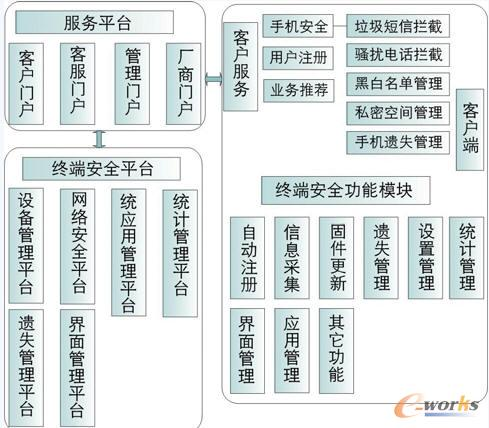 服务平台
客户门户
客服门户
管理门户
厂商门户
终端安全平台
设备管理平台
网络安全平台
统应用管理平台
统计管理平台
遗失管理平台
界面管理平台
客户服务
手机安全
用户注册
业务推荐
垃圾短信拦截
骚扰电话拦截
黑白名单管理
私密空间管理
手机遗失管理
客户端
终端安全功能模块
自动注册
信息采集
固件更新
遗失管理
设置管理
统计管理
界面管理
应用管理
其它功能
e-works